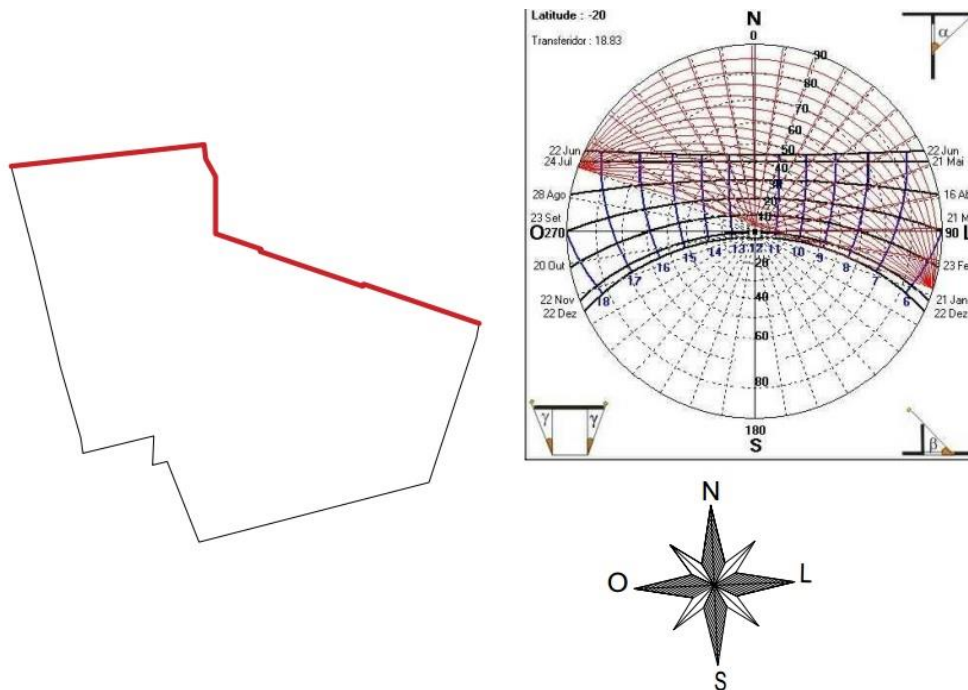 Latitude : -20
Transferidor : 18.83
N
0
α
90
80
70
60
50
40
30
20
10
22 Jun
24 Jul
28 Ago
23 Set
O 270
20 Out
22 Nov
22 Dez
22 Jun
21 Mai
16 Ab
21 M
90 L
23 Fe
21 Jan
22 Dez
18
17
16
15
14
13
12
11
10
9
8
7
6
20
40
60
80
180
S
γ
γ
β
N
O
L
S